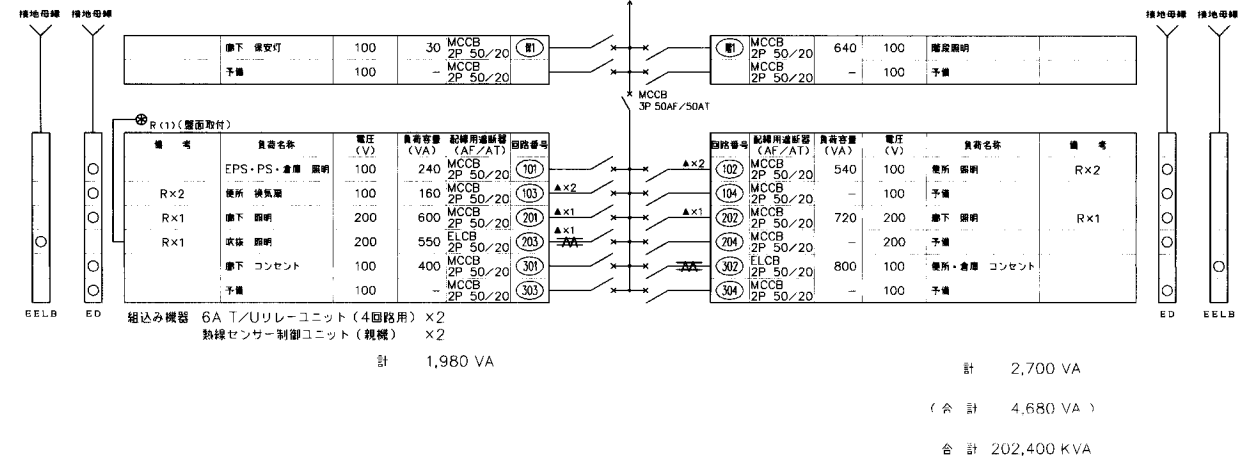 接地母線 接地母線
接地母線 接地母線
廊下 保安灯 100 30 MCCB 2P 50/20 階1
予備 100 - MCCB 2P 50/20
階1 MCCB 2P 50/20 640 100 階段照明
MCCB 2P 50/20 - 100 予備
MCCB
3P 50AF/50AT
R(1)(盤面取付)
備 考 負荷名称 電圧(V) 負荷容量(VA) 配線用遮断器(AF/AT) 回路番号
EPS・PS・倉庫 照明 100 240 MCCB 2P 50/20 101
R×2 便所 換気扇 100 160 MCCB 2P 50/20 103 ▲×2
R×1 廊下 照明 200 600 MCCB 2P 50/20 201 ▲×1
R×1 吹抜 照明 200 550 ELCB 2P 50/20 203 ▲×1
廊下 コンセント 100 400 MCCB 2P 50/20 301
予備 100 - MCCB 2P 50/20 303
回路番号 配線用遮断器(AF/AT) 負荷容量(VA) 電圧(V) 負荷名称 備 考
▲×2 102 MCCB 2P 50/20 540 100 便所 照明 R×2
104 MCCB 2P 50/20 - 100 予備
▲×1 202 MCCB 2P 50/20 720 200 廊下 照明 R×1
204 MCCB 2P 50/20 - 200 予備
302 ELCB 2P 50/20 800 100 便所・倉庫 コンセント
304 MCCB 2P 50/20 - 100 予備
EELB ED
ED EELB
組込み機器 6A T/Uリレーユニット(4回路用) ×2
熱線センサー制御ユニット(親機) ×2
計 1,980 VA
計 2,700 VA
(合 計 4,680 VA)
合 計 202,400 KVA